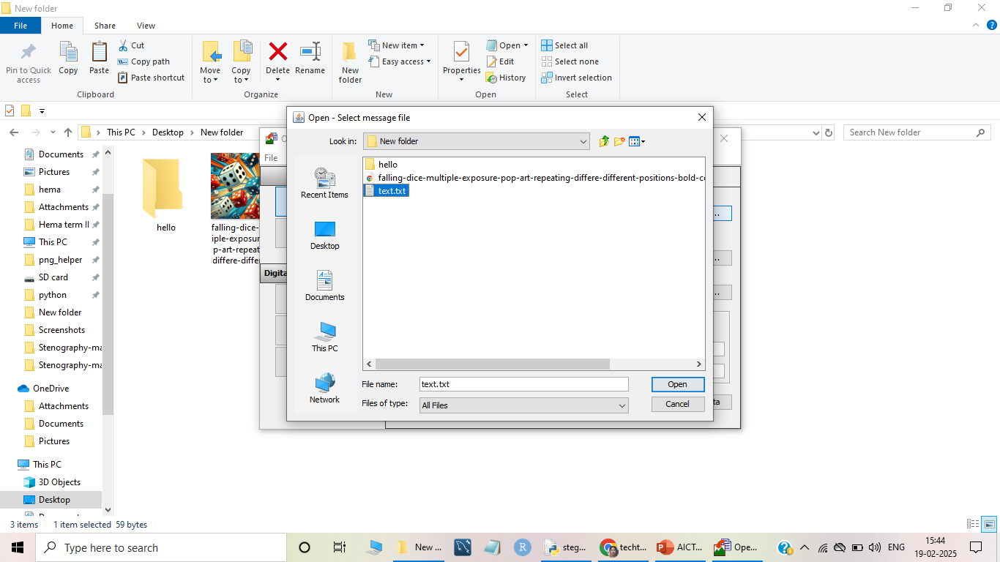 New folder
File
Home
Share
View
Pin to Quick access
Copy
Paste
Cut
Copy path
Paste shortcut
Clipboard
Move to
Copy to
Delete
Rename
Organize
New folder
New item
Easy access
New
Properties
Open
Edit
History
Open
Select all
Select none
Invert selection
Select
This PC
Desktop
New folder
Search New folder
Documents
Pictures
hema
Attachments
Hema term II
This PC
png_helper
SD card
python
New folder
Screenshots
Stenography-ma
Stenography-ma
OneDrive
Attachments
Documents
Pictures
This PC
3D Objects
Desktop
hello
falling-dice-
iple-exposur
p-art-repeat
differe-diffe
File
Digita
Open - Select message file
Look in:
New folder
Recent Items
Desktop
Documents
This PC
Network
hello
falling-dice-multiple-exposure-pop-art-repeating-differe-different-positions-bold-co
text.txt
File name:
text.txt
Open
Files of type:
All Files
Cancel
ta
3 items
1 item selected 59 bytes
Type here to search
New ...
steg...
techt...
AICT...
Ope...
ENG
15:44
19-02-2025